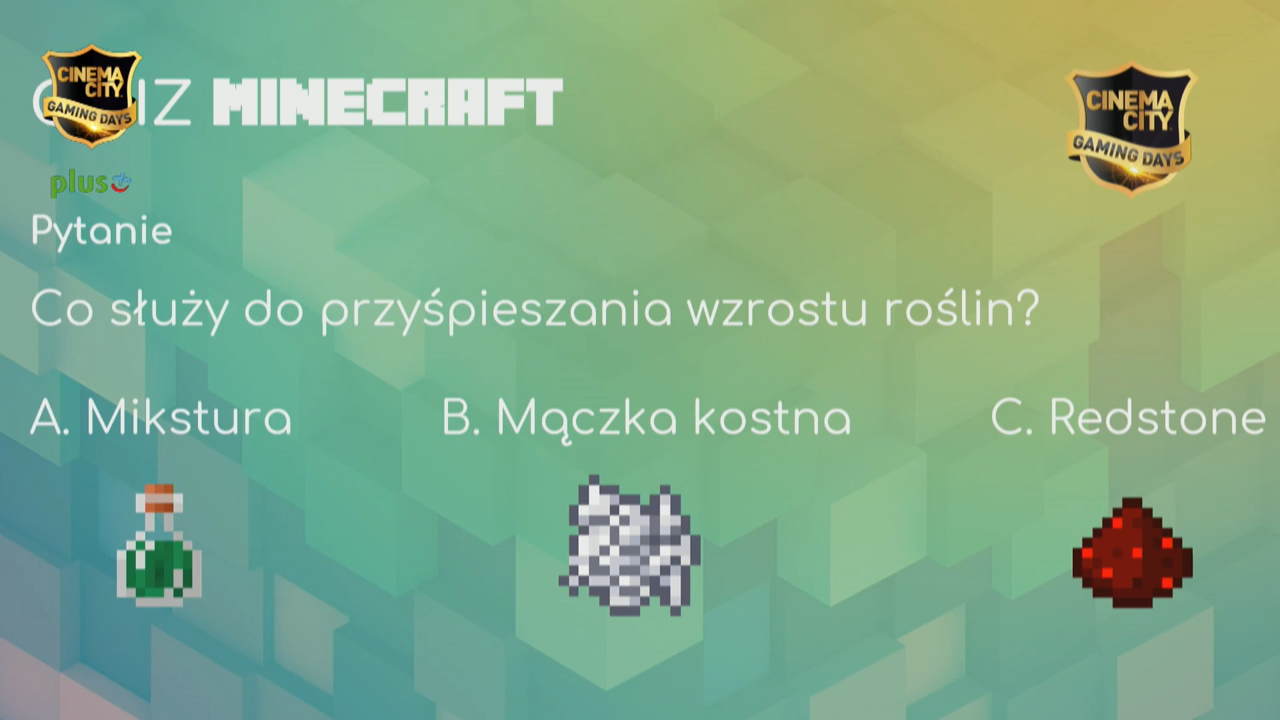 CINEMA
CITY
GAMING DAYS
IZ MINECRAFT
CINEMA
CITY
GAMING DAYS
plus
Pytanie
Co służy do przyśpieszania wzrostu roślin?
A. Mikstura B. Mączka kostna C. Redstone